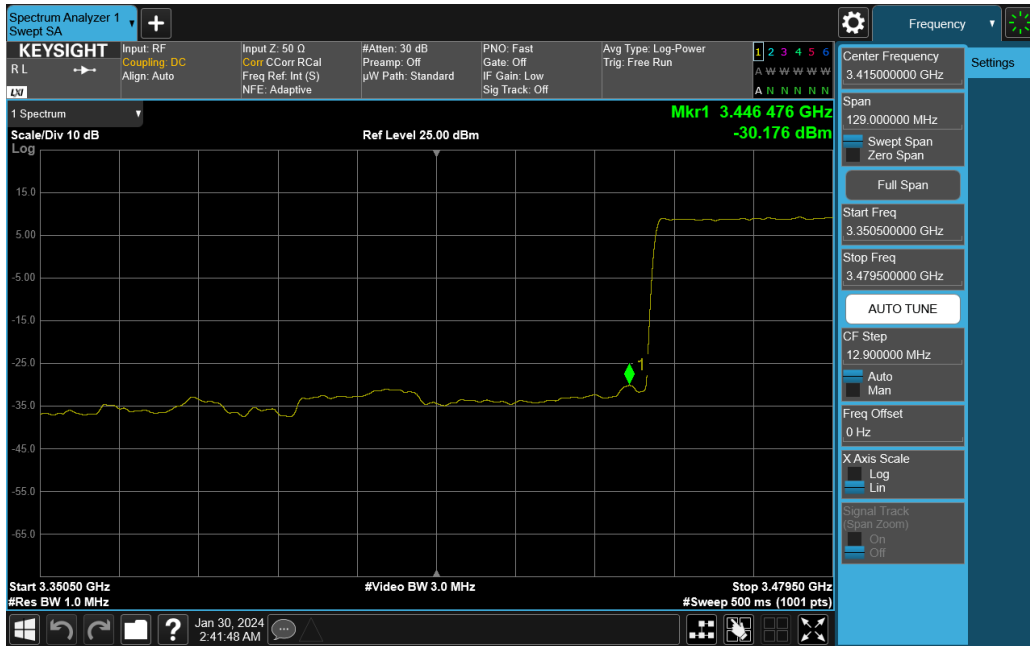 Spectrum Analyzer 1
Swept SA
Frequency
KEYSIGHT
R L
LXI
Input: RF
Coupling: DC
Align: Auto
Input Z: 50 Ω
Corr CCorr RCal
Freq Ref: Int (S)
NFE: Adaptive
#Atten: 30 dB
Preamp: Off
µW Path: Standard
PNO: Fast
Gate: Off
IF Gain: Low
Sig Track: Off
Avg Type: Log-Power
Trig: Free Run
1 2 3 4 5 6
A W W W W W
A N N N N N
1 Spectrum
Mkr1 3.446 476 GHz
-30.176 dBm
Scale/Div 10 dB
Ref Level 25.00 dBm
Log
15.0
5.00
-5.00
-15.0
-25.0
-35.0
-45.0
-55.0
-65.0
1
Start 3.35050 GHz
#Video BW 3.0 MHz
Stop 3.47950 GHz
#Res BW 1.0 MHz
#Sweep 500 ms (1001 pts)
?
Jan 30, 2024
2:41:48 AM
Center Frequency
3.415000000 GHz
Settings
Span
129.000000 MHz
Swept Span
Zero Span
Full Span
Start Freq
3.350500000 GHz
Stop Freq
3.479500000 GHz
AUTO TUNE
CF Step
12.900000 MHz
Auto
Man
Freq Offset
0 Hz
X Axis Scale
Log
Lin
Signal Track
(Span Zoom)
On
Off